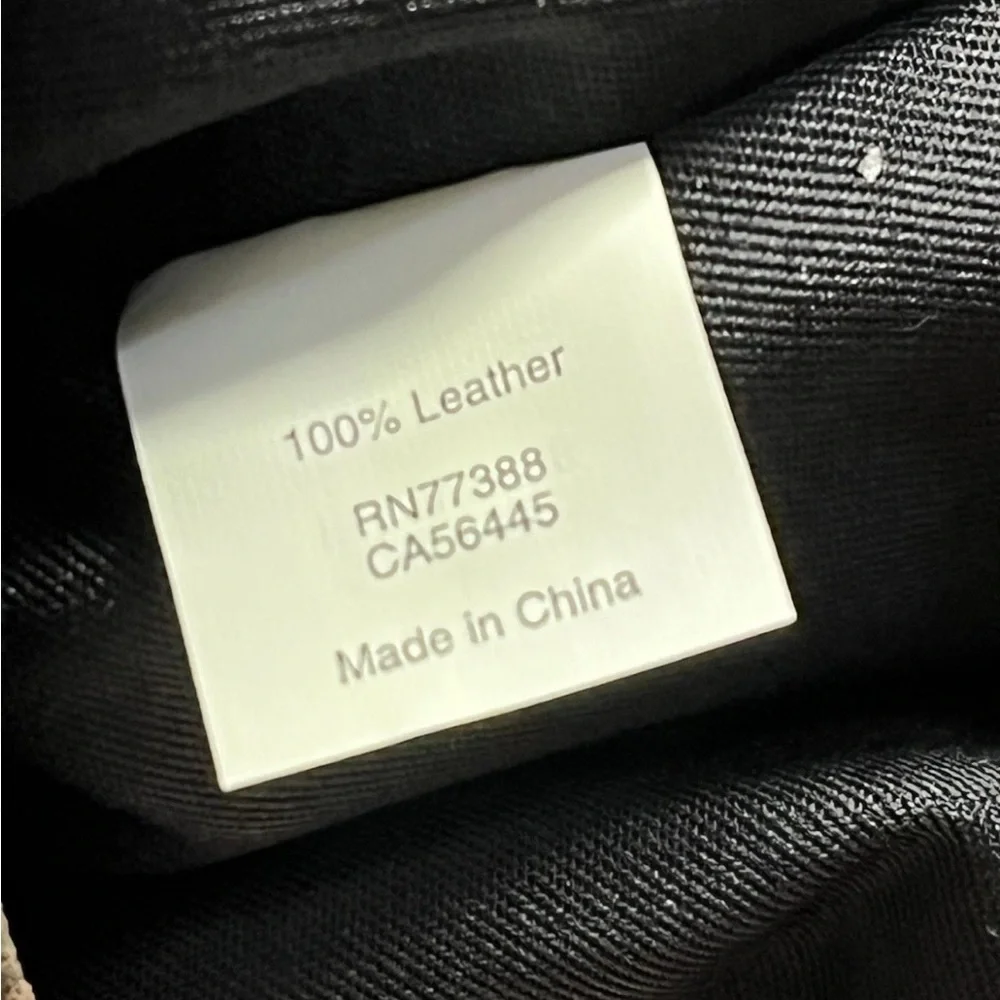 100% Leather
RN77388
CA56445
Made in China